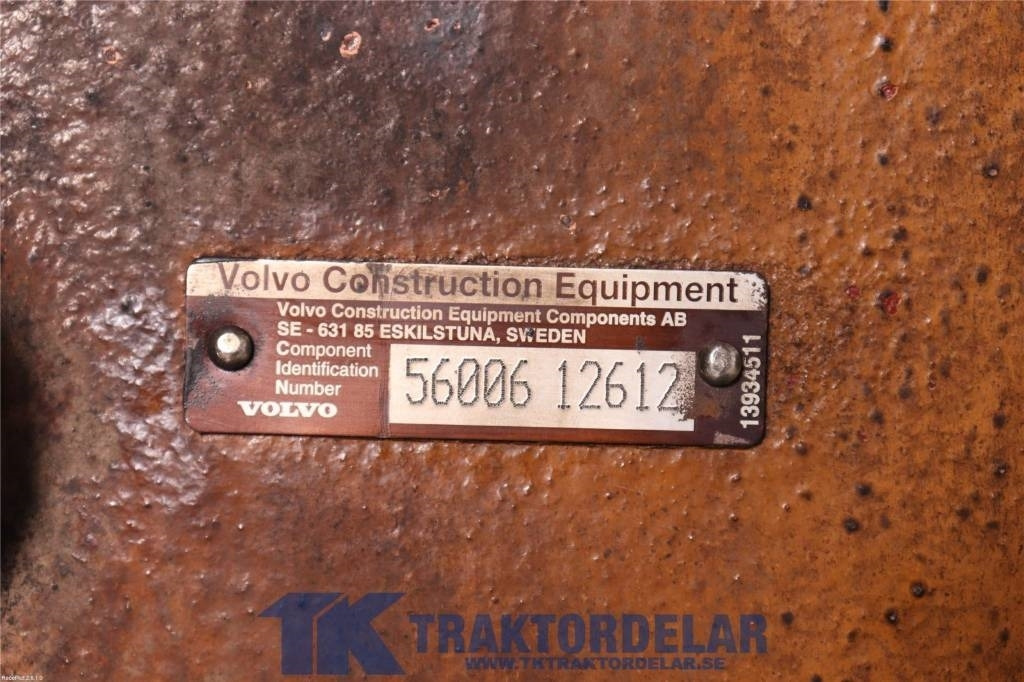 Volvo Construction Equipment
Volvo Construction Equipment Components AB
SE - 631 85 ESKILSTUNA, SWEDEN
Component
Identification
Number
VOLVO
56006 12612
13934511
TK TRAKTORDELAR
WWW.TKTRAKTORDELAR.SE